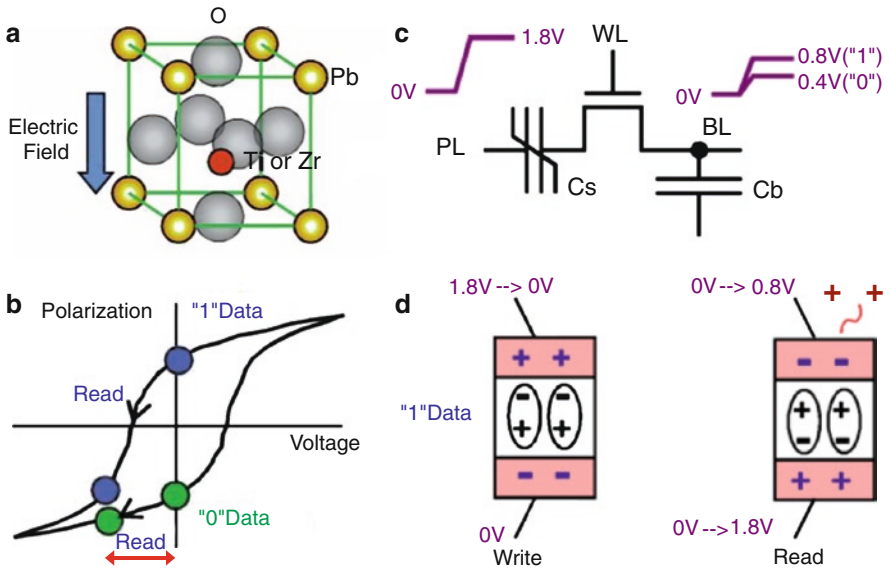 a
O
Pb
Electric
Field
Ti or Zr
b
Polarization
"1"Data
Read
Voltage
"0"Data
Read
c
1.8V
0V
WL
0.8V("1")
0.4V("0")
0V
BL
PL
Cs
Cb
d
1.8V --> 0V
+ +
- -
+ +
- -
"1"Data
0V
Write
0V --> 0.8V
+ +
- -
+ +
- -
+ +
0V -->1.8V
Read